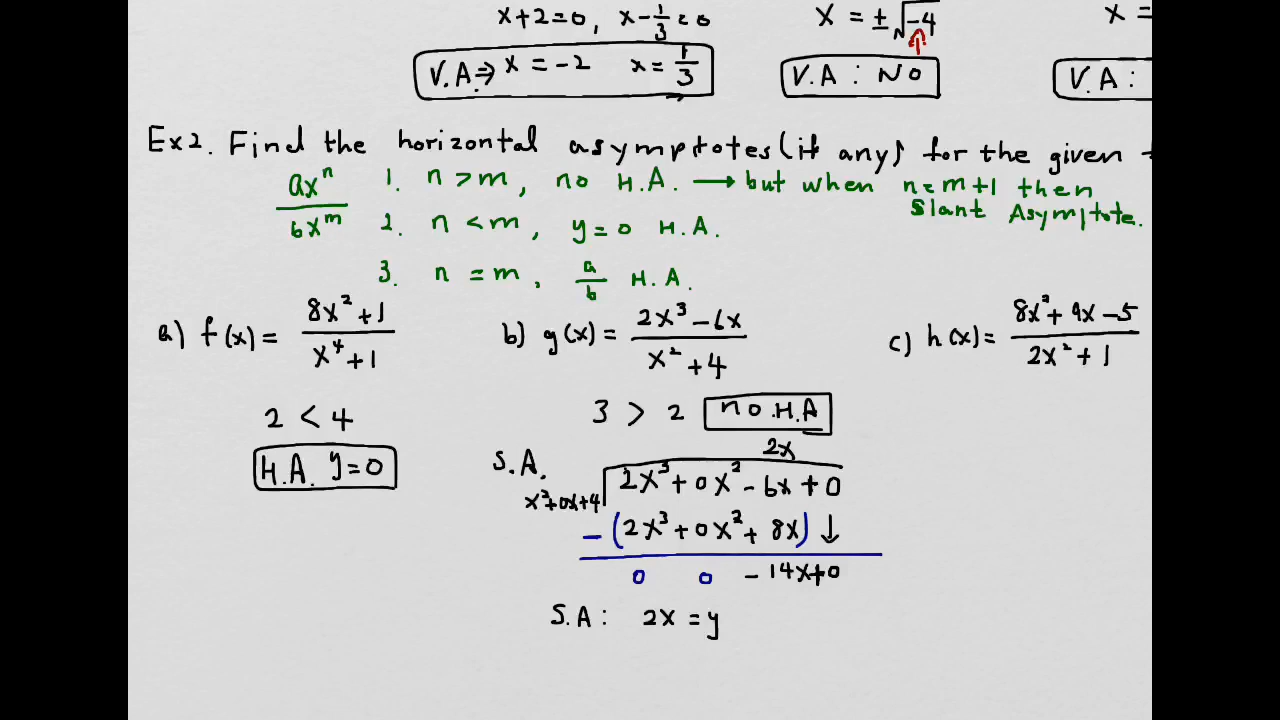 x+2=0, x-1/3=0 x = ±√-4 x =
V.A⇒ x = -2 x = 1/3 V.A : NO V.A :
Ex2. Find the horizontal asymptotes(if any) for the given
ax^n/bx^m 1. n > m, no H.A. → but when n=m+1 then
Slant Asymptote.
2. n < m, y=0 H.A.
3. n = m, a/b H.A.
a) f(x) = (8x²+1)/(x⁴+1) b) g(x) = (2x³-6x)/(x²+4) c) h(x) = (8x²+9x-5)/(2x²+1)
2 < 4 3 > 2 no.H.A
H.A. y=0 S.A. 2x
x²+0x+4 2x³+0x²-6x+0
-(2x³+0x²+8x)↓
0 0 -14x+0
S.A: 2x=y